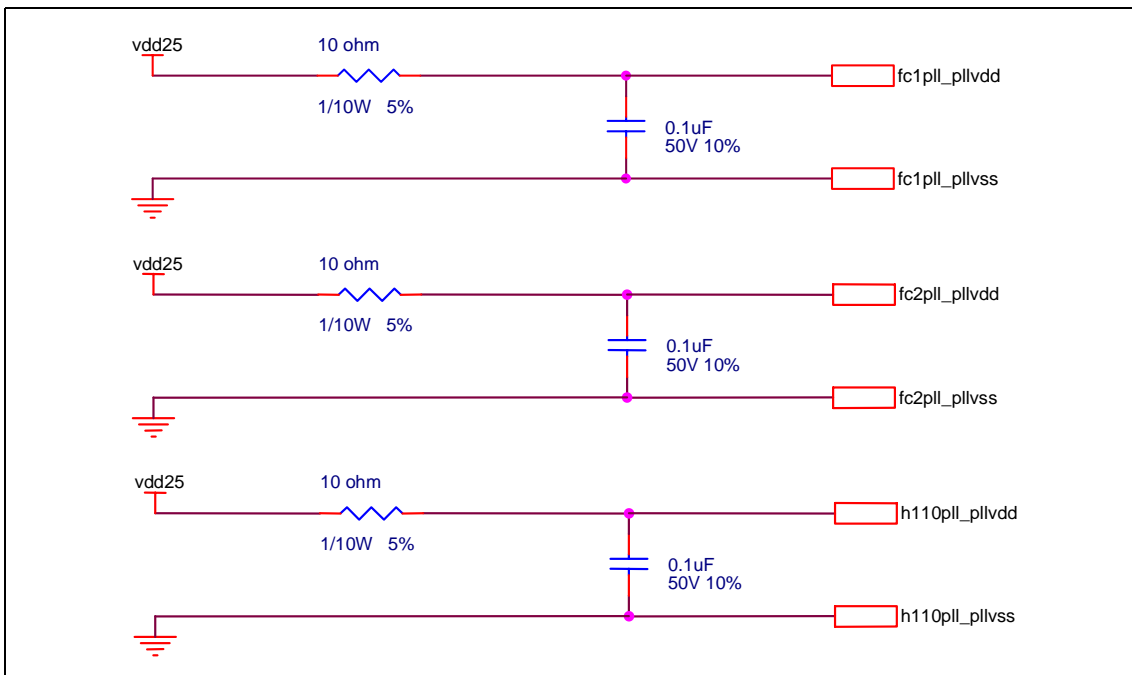 vdd25
10 ohm
1/10W 5%
fc1pll_pllvdd
0.1uF
50V 10%
fc1pll_pllvss
vdd25
10 ohm
1/10W 5%
fc2pll_pllvdd
0.1uF
50V 10%
fc2pll_pllvss
vdd25
10 ohm
1/10W 5%
h110pll_pllvdd
0.1uF
50V 10%
h110pll_pllvss